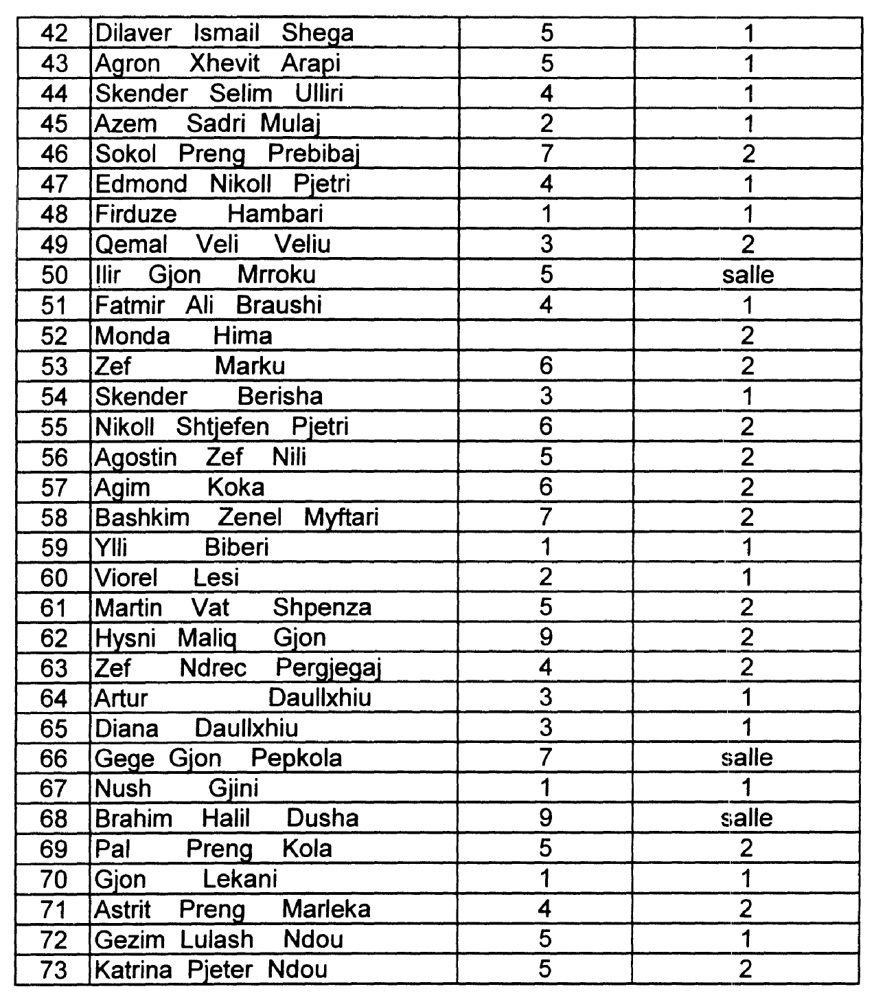 42 Dilaver Ismail Shega 5 1
43 Agron Xhevit Arapi 5 1
44 Skender Selim Ulliri 4 1
45 Azem Sadri Mulaj 2 1
46 Sokol Preng Prebibaj 7 2
47 Edmond Nikoll Pjetri 4 1
48 Firduze Hambari 1 1
49 Qemal Veli Veliu 3 2
50 Ilir Gjon Mrroku 5 salle
51 Fatmir Ali Braushi 4 1
52 Monda Hima 2
53 Zef Marku 6 2
54 Skender Berisha 3 1
55 Nikoll Shtjefen Pjetri 6 2
56 Agostin Zef Nili 5 2
57 Agim Koka 6 2
58 Bashkim Zenel Myftari 7 2
59 Ylli Biberi 1 1
60 Viorel Lesi 2 1
61 Martin Vat Shpenza 5 2
62 Hysni Maliq Gjon 9 2
63 Zef Ndrec Pergjegaj 4 2
64 Artur Daullxhiu 3 1
65 Diana Daullxhiu 3 1
66 Gege Gjon Pepkola 7 salle
67 Nush Gjini 1 1
68 Brahim Halil Dusha 9 salle
69 Pal Preng Kola 5 2
70 Gjon Lekani 1 1
71 Astrit Preng Marleka 4 2
72 Gezim Lulash Ndou 5 1
73 Katrina Pjeter Ndou 5 2